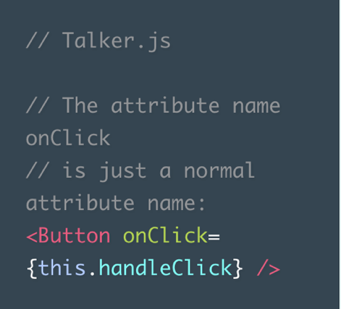 // Talker.js
// The attribute name
onClick
// is just a normal
attribute name:
<Button onClick=
{this.handleClick} />